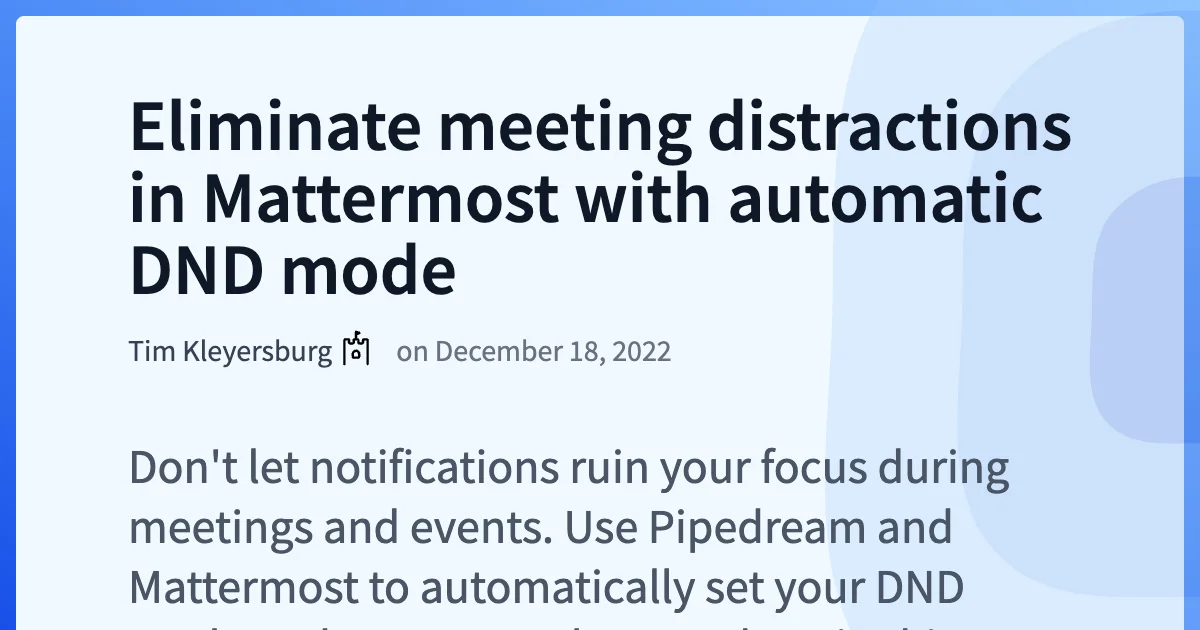 Eliminate meeting distractions
in Mattermost with automatic
DND mode
Tim Kleyersburg on December 18, 2022
Don't let notifications ruin your focus during
meetings and events. Use Pipedream and
Mattermost to automatically set your DND